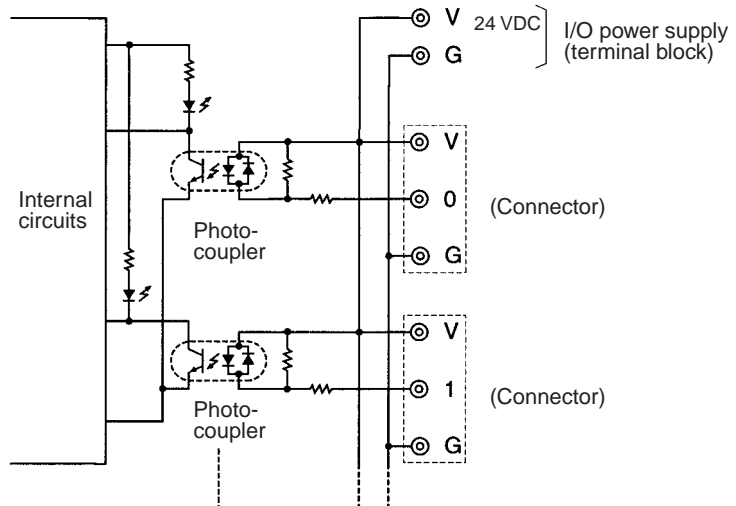 V 24 VDC
I/O power supply
(terminal block)
G
V
Internal
circuits
0
(Connector)
Photo-
coupler
G
V
1
(Connector)
Photo-
coupler
G